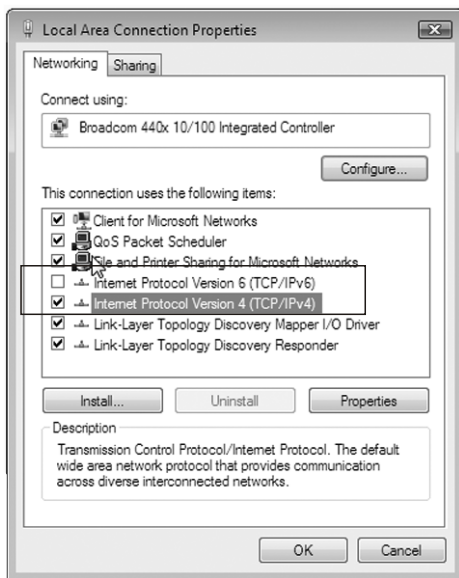 Local Area Connection Properties
Networking
Sharing
Connect using:
Broadcom 440x 10/100 Integrated Controller
Configure...
This connection uses the following items:
Client for Microsoft Networks
QoS Packet Scheduler
File and Printer Sharing for Microsoft Networks
Internet Protocol Version 6 (TCP/IPv6)
Internet Protocol Version 4 (TCP/IPv4)
Link-Layer Topology Discovery Mapper I/O Driver
Link-Layer Topology Discovery Responder
Install...
Uninstall
Properties
Description
Transmission Control Protocol/Internet Protocol. The default
wide area network protocol that provides communication
across diverse interconnected networks.
OK
Cancel